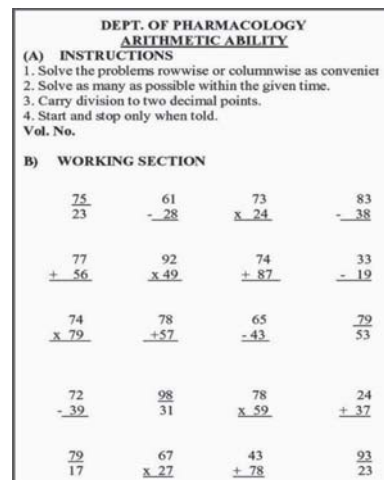 DEPT. OF PHARMACOLOGY
ARITHMETIC ABILITY
(A) INSTRUCTIONS
1. Solve the problems rowwise or columnwise as convenier
2. Solve as many as possible within the given time.
3. Carry division to two decimal points.
4. Start and stop only when told.
Vol. No.
B) WORKING SECTION
75 61 73 83
23 - 28 x 24 - 38
77 92 74 33
+ 56 x 49 + 87 - 19
74 78 65 79
x 79 +57 - 43 53
72 98 78 24
- 39 31 x 59 + 37
79 67 43 93
17 x 27 + 78 23